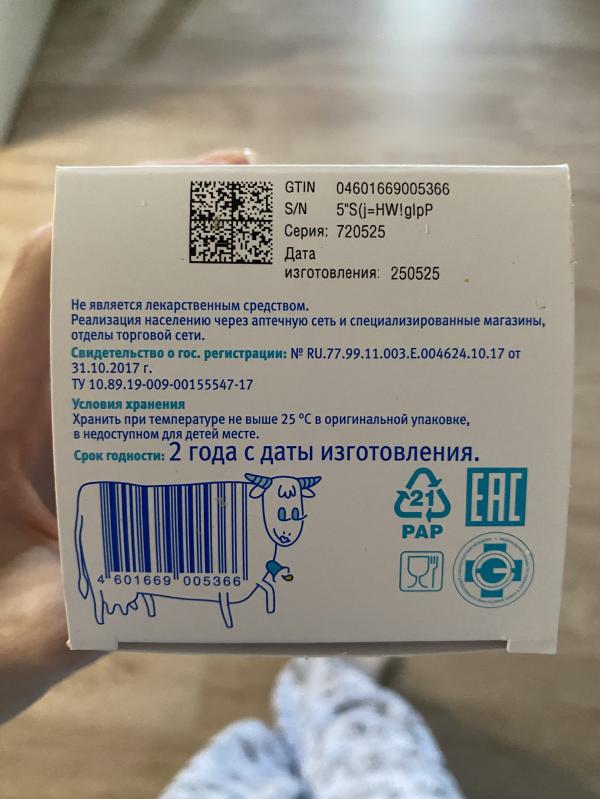 GTIN 04601669005366
S/N 5"S(j=HW!glpP
Серия: 720525
Дата
изготовления: 250525
Не является лекарственным средством.
Реализация населению через аптечную сеть и специализированные магазины,
отделы торговой сети.
Свидетельство о гос. регистрации: № RU.77.99.11.003.Е.004624.10.17 от
31.10.2017 г.
ТУ 10.89.19-009-00155547-17
Условия хранения
Хранить при температуре не выше 25 °С в оригинальной упаковке,
в недоступном для детей месте.
Срок годности: 2 года с даты изготовления.
21
PAP
EAC
4 601669 005366